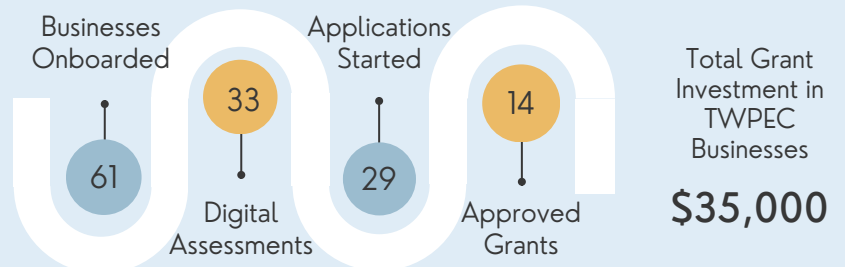 Businesses
Onboarded
61
33
Digital
Assessments
Applications
Started
29
14
Approved
Grants
Total Grant
Investment in
TWPEC
Businesses
$35,000